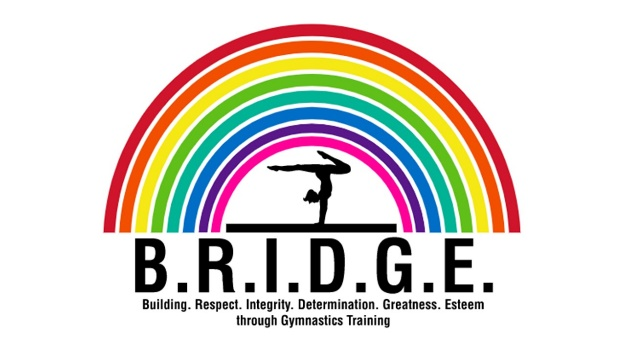 B.R.I.D.G.E.
Building. Respect. Integrity. Determination. Greatness. Esteem
through Gymnastics Training